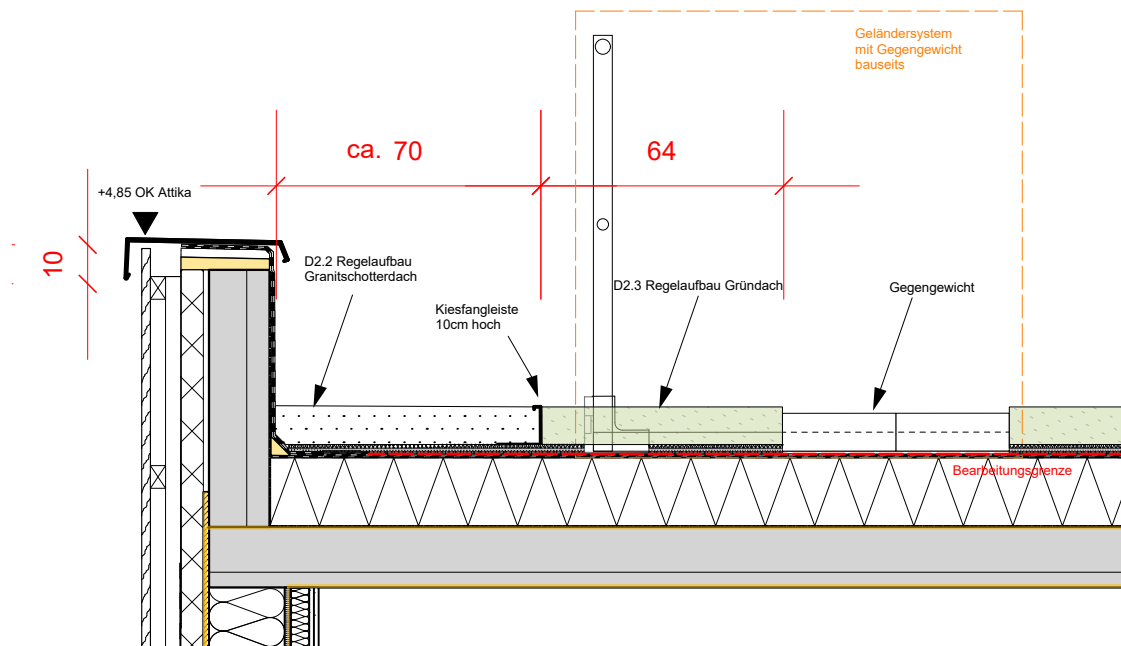 Geländersystem
mit Gegengewicht
bauseits
ca. 70
64
+4,85 OK Attika
10
D2.2 Regelaufbau
Granitschotterdach
D2.3 Regelaufbau Gründach
Gegengewicht
Kiesfangleiste
10cm hoch
Bearbeitungsgrenze